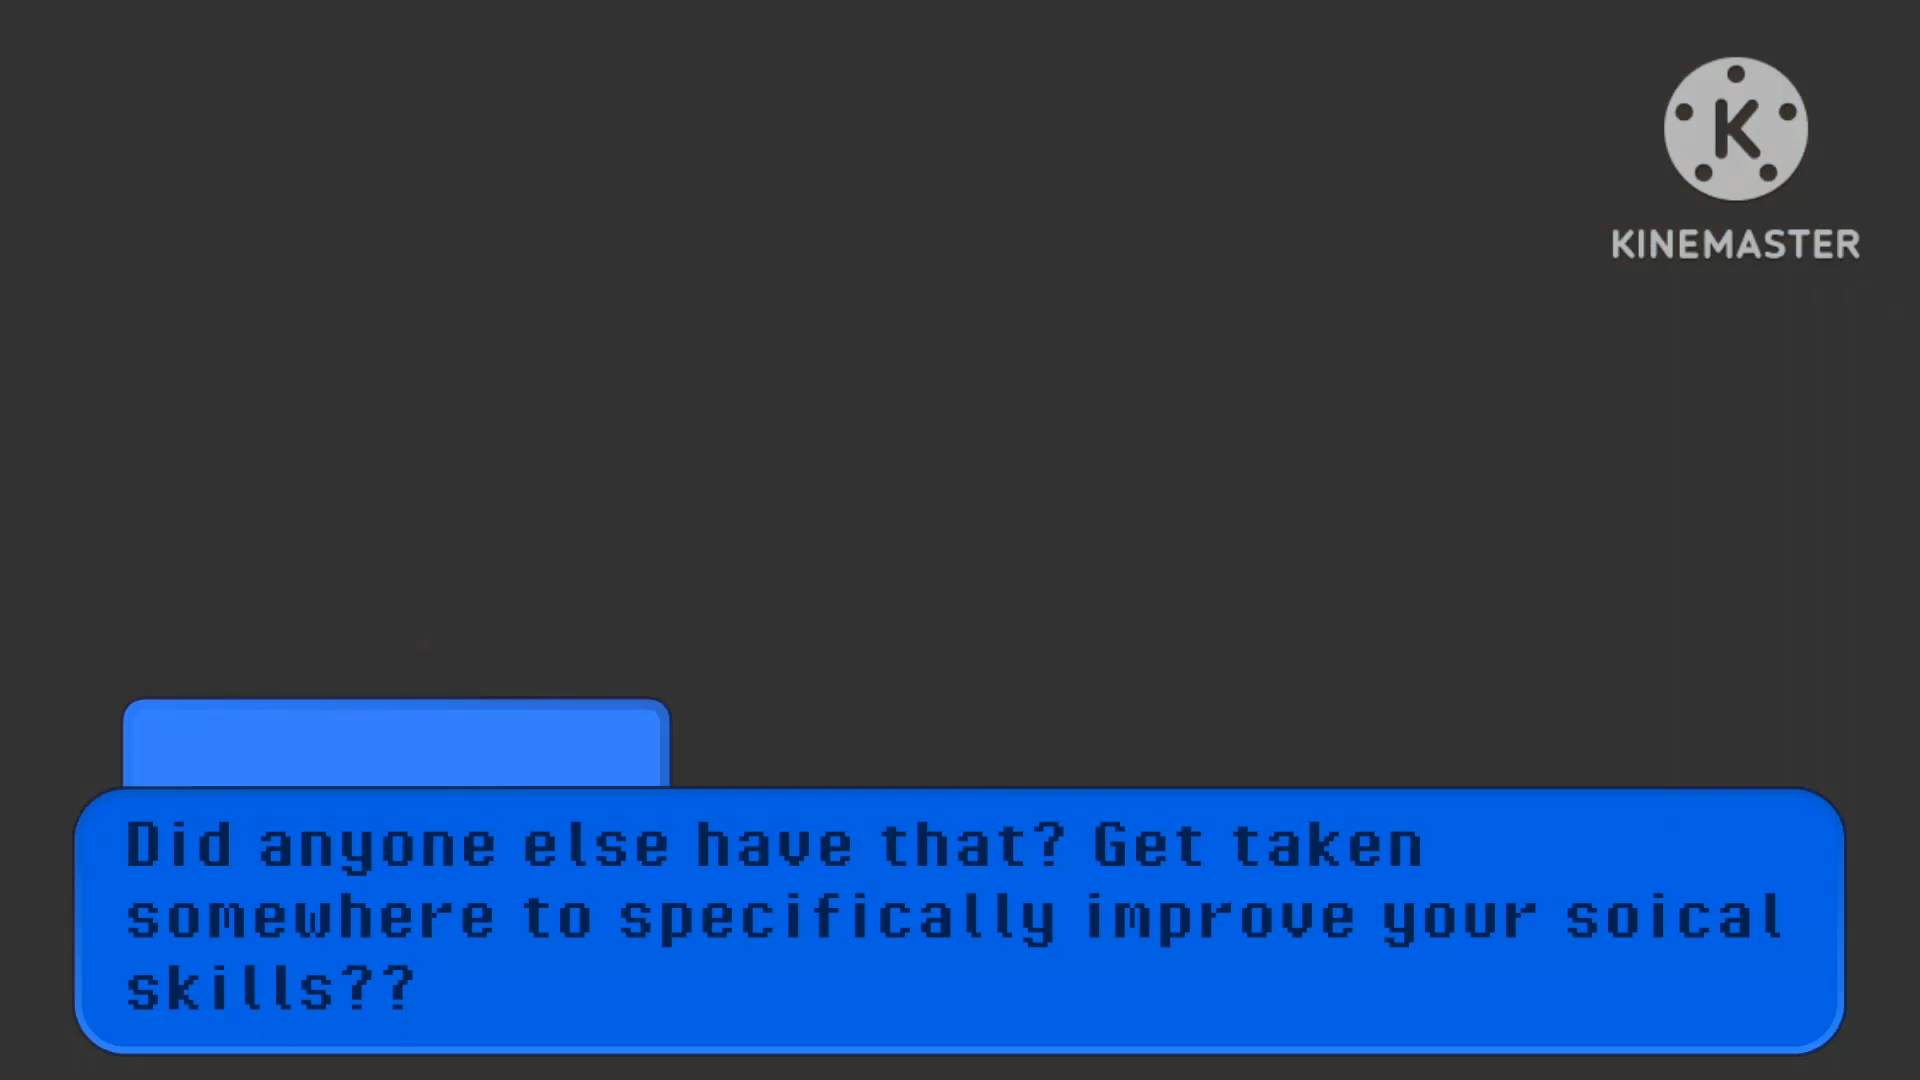 K
KINEMASTER
Did anyone else have that? Get taken
somewhere to specifically improve your soical
skills??